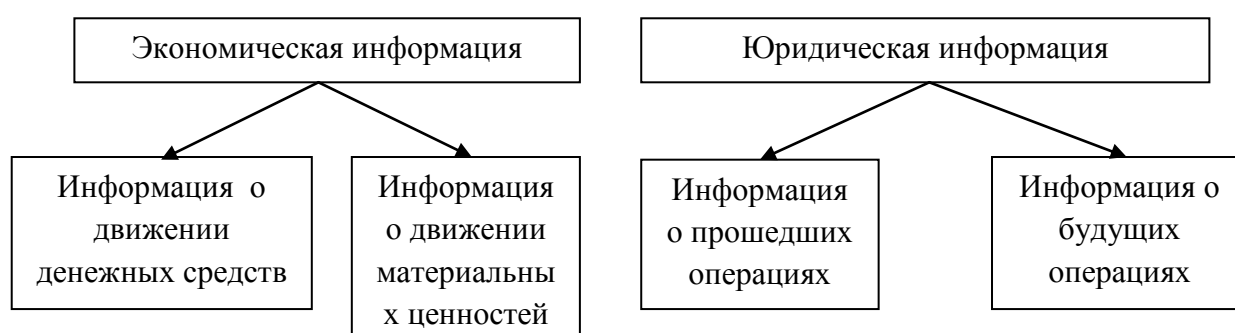 Экономическая информация
Юридическая информация
Информация о
движении
денежных средств
Информация
о движении
материальны
х ценностей
Информация
о прошедших
операциях
Информация о
будущих
операциях